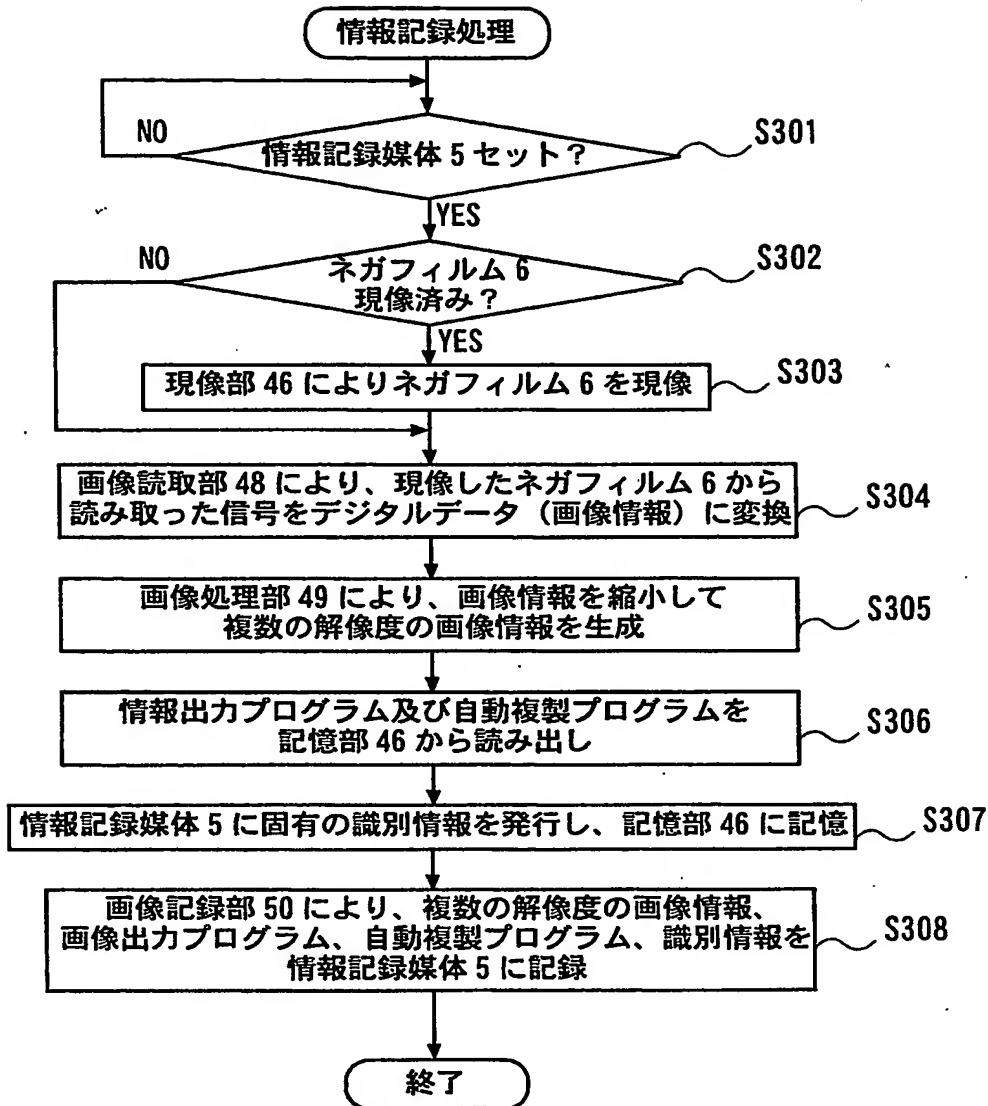 情報記録処理
NO
情報記録媒体 5 セット？
S301
YES
NO
ネガフィルム 6
現像済み？
S302
YES
現像部 46 によりネガフィルム 6 を現像
S303
画像読取部 48 により、現像したネガフィルム 6 から
読み取った信号をデジタルデータ（画像情報）に変換
S304
画像処理部 49 により、画像情報を縮小して
複数の解像度の画像情報を生成
S305
情報出力プログラム及び自動複製プログラムを
記憶部 46 から読み出し
S306
情報記録媒体 5 に固有の識別情報を発行し、記憶部 46 に記憶
S307
画像記録部 50 により、複数の解像度の画像情報、
画像出力プログラム、自動複製プログラム、識別情報を
情報記録媒体 5 に記録
S308
終了